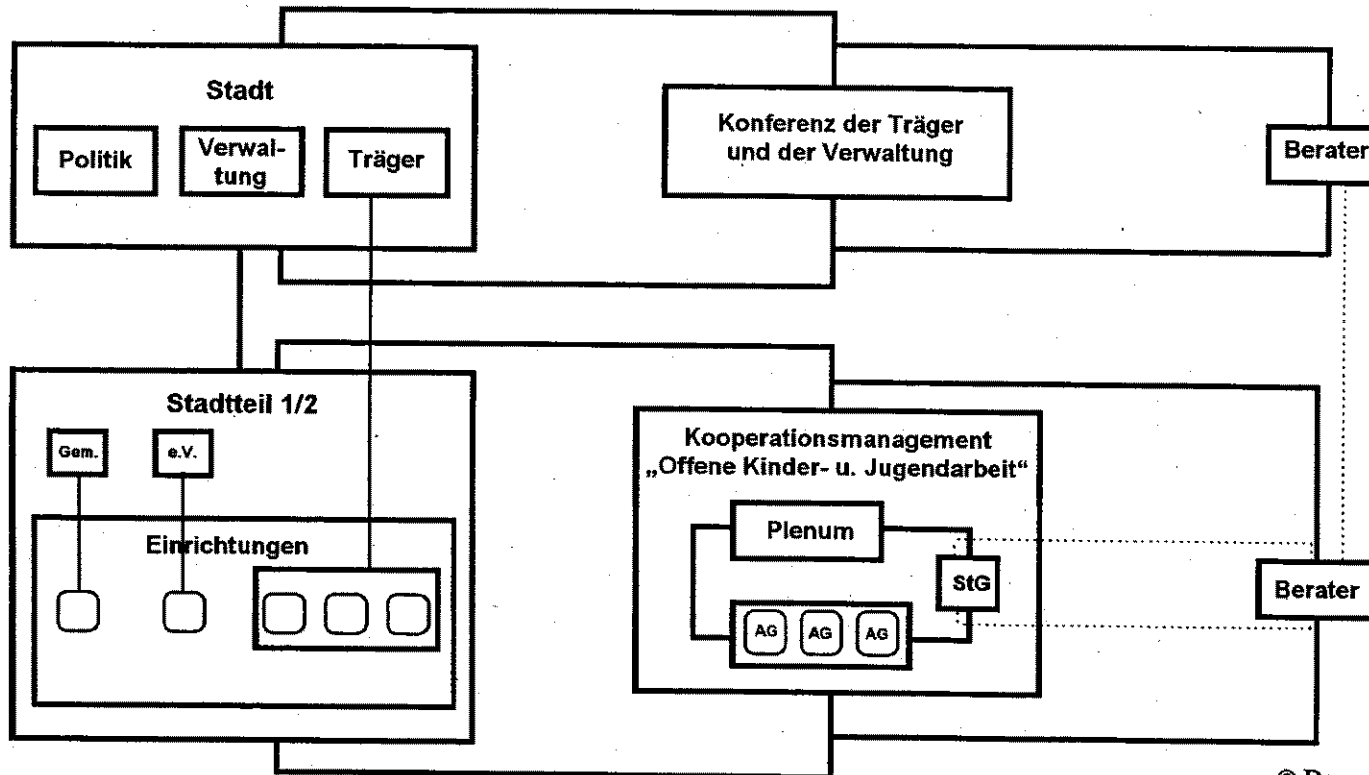 Stadt
Politik
Verwal-
tung
Träger
Konferenz der Träger
und der Verwaltung
Berater
Stadtteil 1/2
Gem.
e.V.
Einrichtungen
Kooperationsmanagement
„Offene Kinder- u. Jugendarbeit“
Plenum
StG
AG AG AG
Berater
©